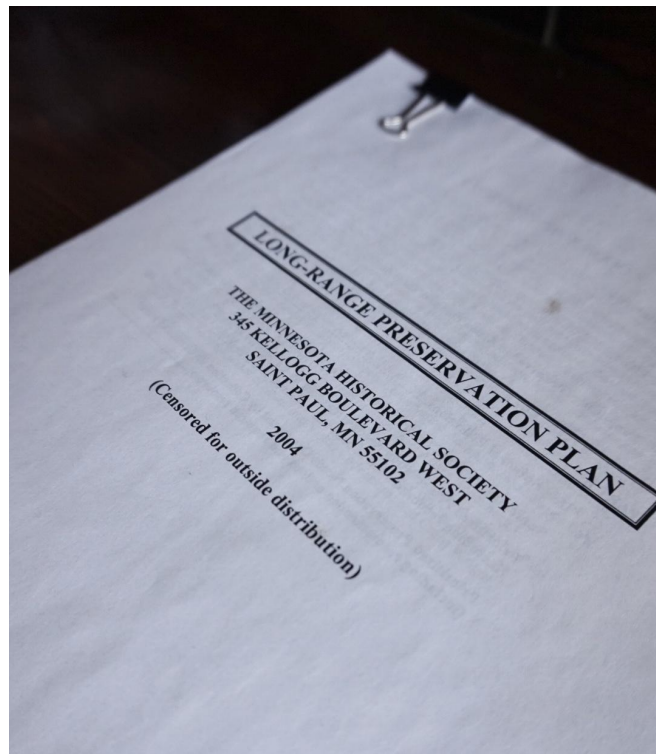 LONG-RANGE PRESERVATION PLAN
THE MINNESOTA HISTORICAL SOCIETY
345 KELLOGG BOULEVARD WEST
SAINT PAUL, MN 55102
2004
(Censored for outside distribution)